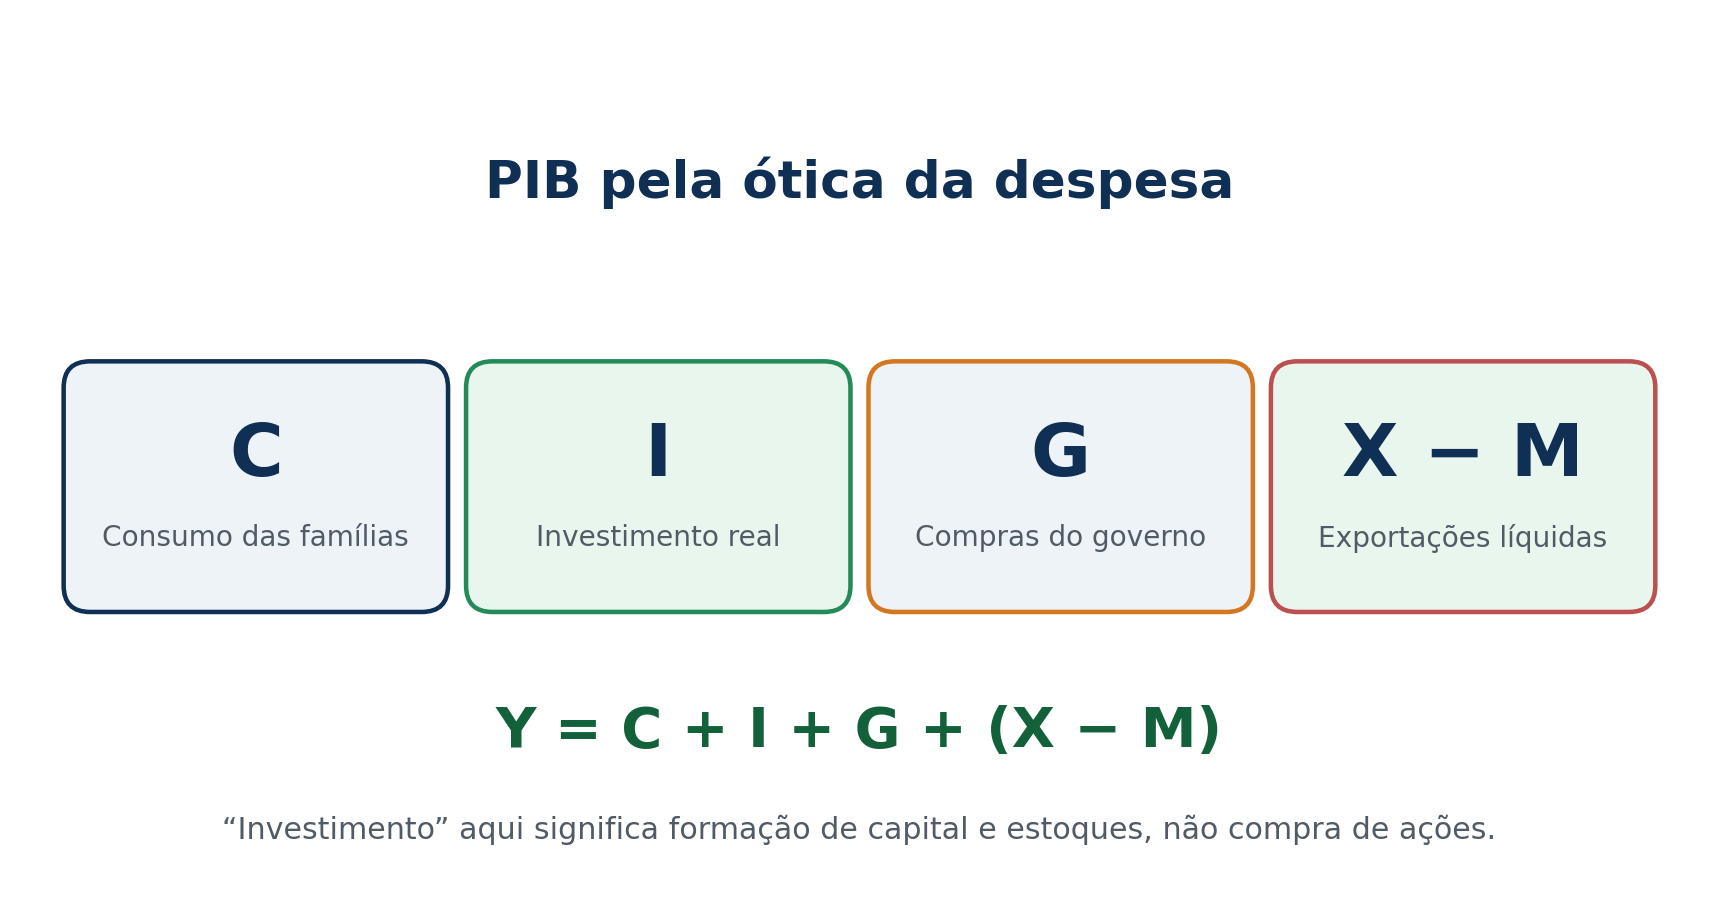 PIB pela ótica da despesa
C
Consumo das famílias
I
Investimento real
G
Compras do governo
X − M
Exportações líquidas
Y = C + I + G + (X − M)
“Investimento” aqui significa formação de capital e estoques, não compra de ações.